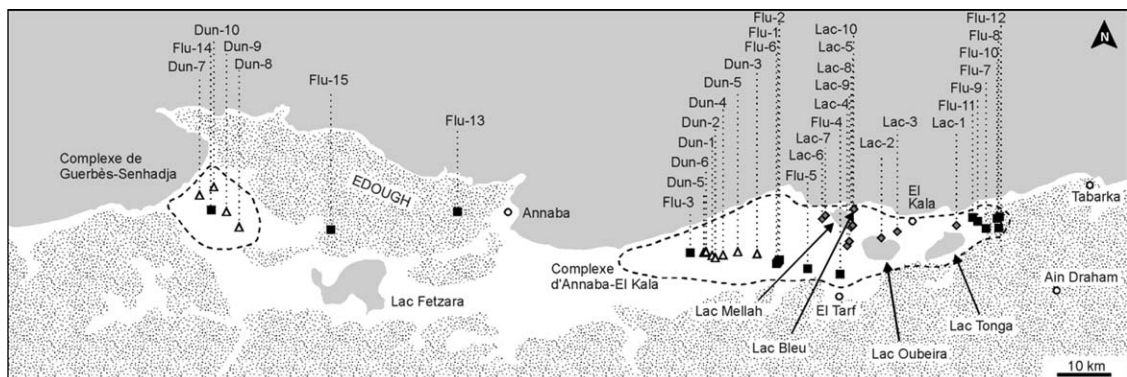 Flu-2
Flu-1
Flu-6
Lac-10
Lac-5
Lac-8
Lac-9
Lac-4
Flu-4
Flu-12
Flu-8
Flu-10
Flu-7
Flu-9
Flu-11
N
Dun-10
Flu-14
Dun-9
Dun-7
Dun-8
Flu-15
Flu-13
Dun-3
Dun-5
Dun-4
Dun-2
Dun-1
Dun-6
Dun-5
Flu-3
Lac-7
Lac-6
Flu-5
Lac-3
Lac-2
Lac-1
Complexe de
Guerbès-Senhadja
EDOUGH
Annaba
El
Kala
Tabarka
Complexe
d'Annaba-El Kala
Lac Fetzara
Lac Mellah
El Tarf
Lac Bleu
Lac Oubeira
Lac Tonga
Ain Draham
10 km